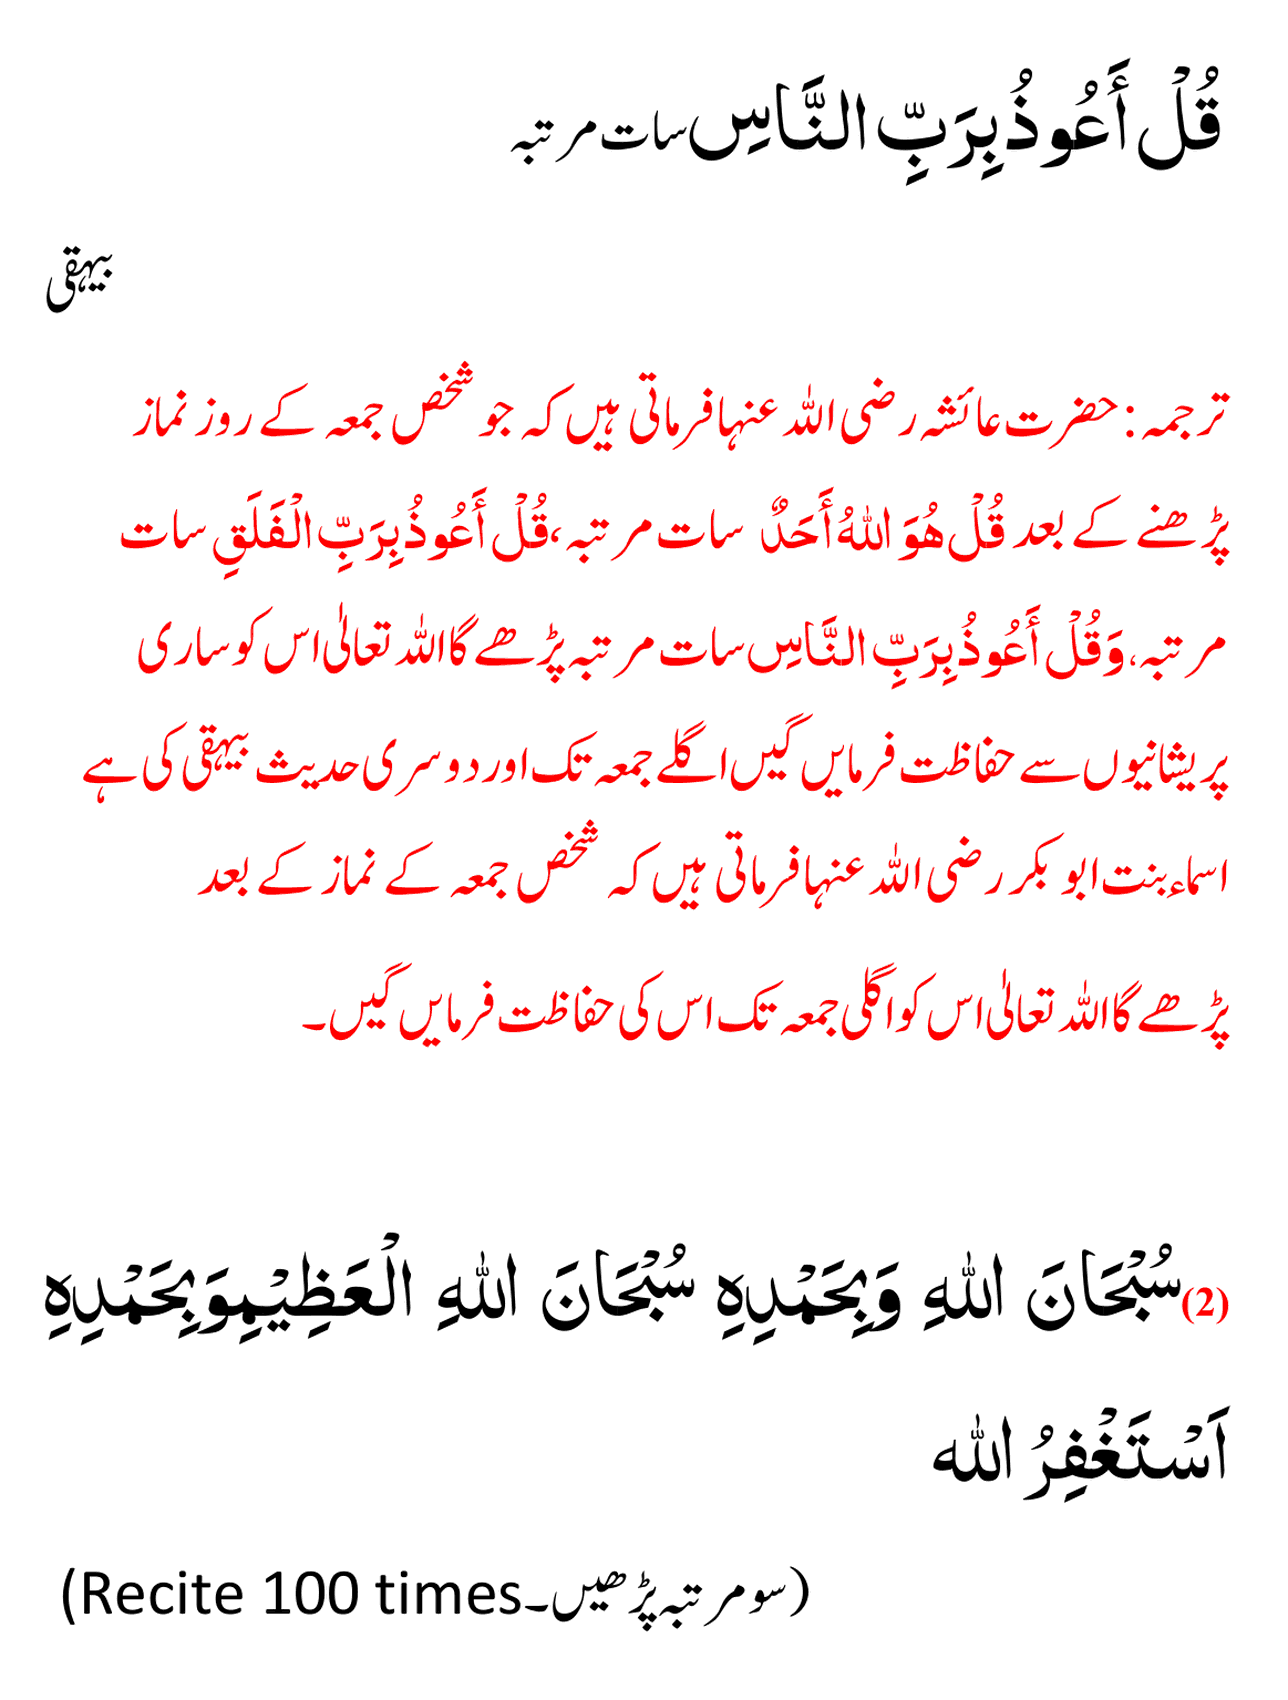 قُلْ أَعُوذُ بِرَبِّ النَّاسِ سات مرتبہ
بیہقی
ترجمہ: حضرت عائشہ رضی اللہ عنہا فرماتی ہیں کہ جو شخص جمعہ کے روز نماز
پڑھنے کے بعد قُلْ هُوَ اللهُ أَحَدٌ سات مرتبہ، قُلْ أَعُوذُ بِرَبِّ الْفَلَقِ سات
مرتبہ، وَقُلْ أَعُوذُ بِرَبِّ النَّاسِ سات مرتبہ پڑھے گا اللہ تعالیٰ اس کو ساری
پریشانیوں سے حفاظت فرمایں گیں اگلے جمعہ تک اور دوسری حدیث بیہقی کی ہے
اسماء بنت ابو بکر رضی اللہ عنہا فرماتی ہیں کہ شخص جمعہ کے نماز کے بعد
پڑھے گا اللہ تعالیٰ اس کو اگلی جمعہ تک اس کی حفاظت فرمایں گیں۔
(2) سُبْحَانَ اللهِ وَبِحَمْدِهِ سُبْحَانَ اللهِ الْعَظِيْمِ وَبِحَمْدِهِ
اَسْتَغْفِرُ الله
(سو مرتبہ پڑھیں۔Recite 100 times)